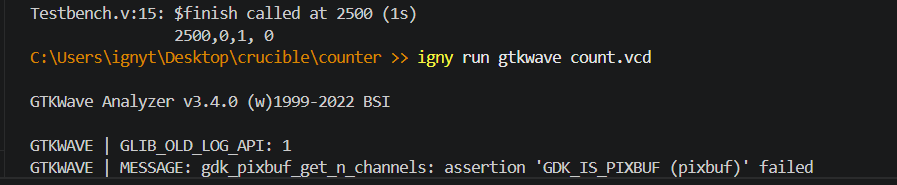 Testbench.v:15: $finish called at 2500 (1s)
2500,0,1, 0
C:\Users\ignyt\Desktop\crucible\counter >> igny run gtkwave count.vcd
GTKWave Analyzer v3.4.0 (w)1999-2022 BSI
GTKWAVE | GLIB_OLD_LOG_API: 1
GTKWAVE | MESSAGE: gdk_pixbuf_get_n_channels: assertion 'GDK_IS_PIXBUF (pixbuf)' failed